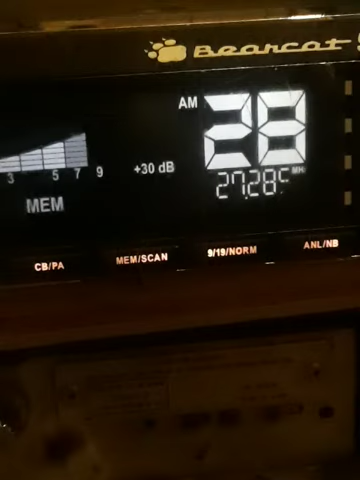 Bearcat
AM 28
3 5 7 9 +30 dB
27.285 MHz
MEM
CB/PA MEM/SCAN 9/19/NORM ANL/NB